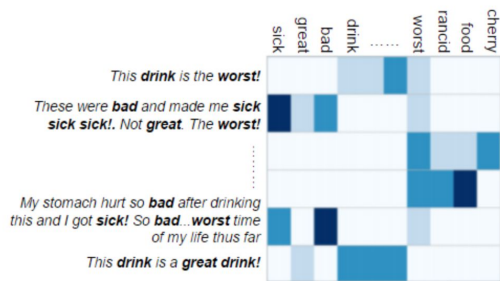 sick great bad drink ...... worst rancid food cherry
This drink is the worst!
These were bad and made me sick
sick sick!. Not great. The worst!
My stomach hurt so bad after drinking
this and I got sick! So bad...worst time
of my life thus far
This drink is a great drink!